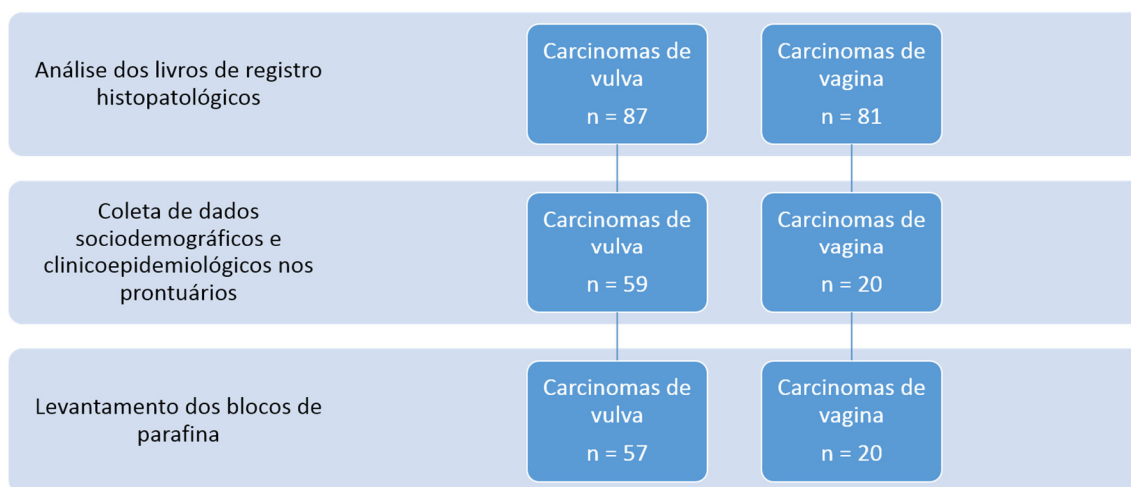 Análise dos livros de registro
histopatológicos
Carcinomas de
vulva
n = 87
Carcinomas de
vagina
n = 81
Coleta de dados
sociodemográficos e
clinicoepidemiológicos nos
prontuários
Carcinomas de
vulva
n = 59
Carcinomas de
vagina
n = 20
Levantamento dos blocos de
parafina
Carcinomas de
vulva
n = 57
Carcinomas de
vagina
n = 20